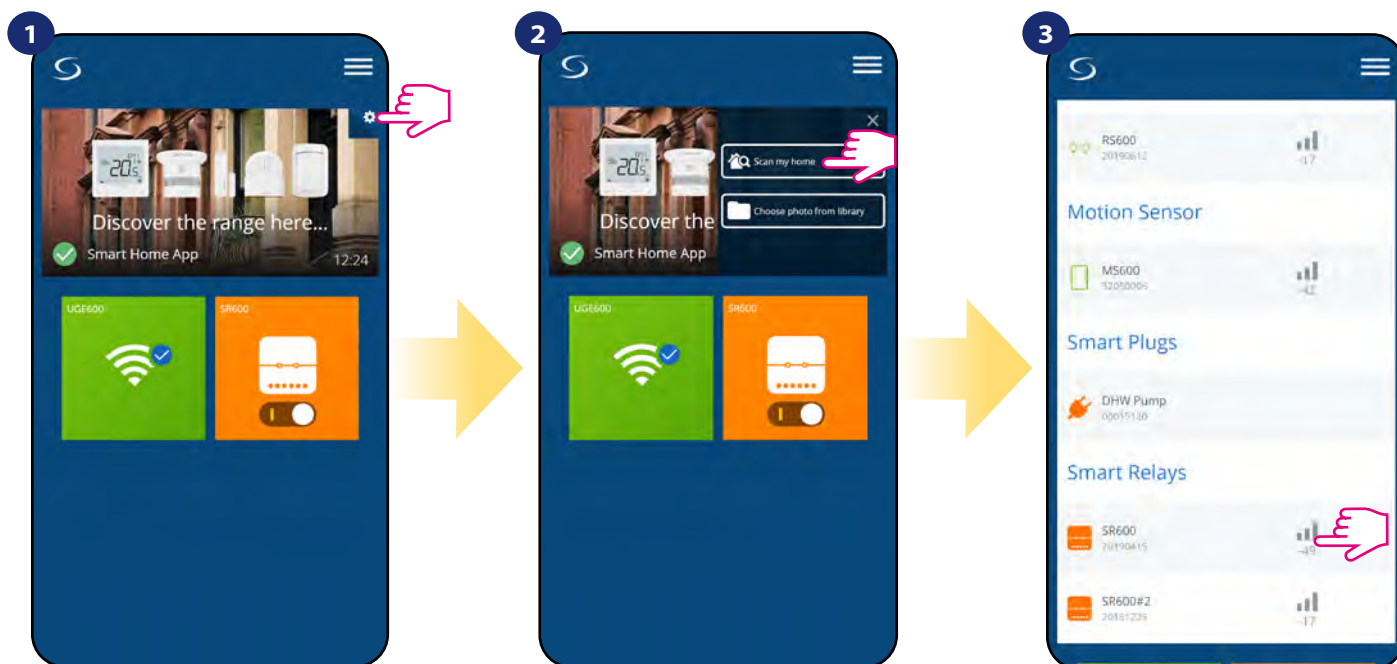 1
Discover the range here...
Smart Home App
12:24
UGE600
SR600
2
Scan my home
Choose photo from library
Discover the
Smart Home App
UGE600
SR600
3
RS600
20190612
-17
Motion Sensor
MS600
-42
Smart Plugs
DHW Pump
Smart Relays
SR600
20190415
-49
SR600#2
20181226
-17